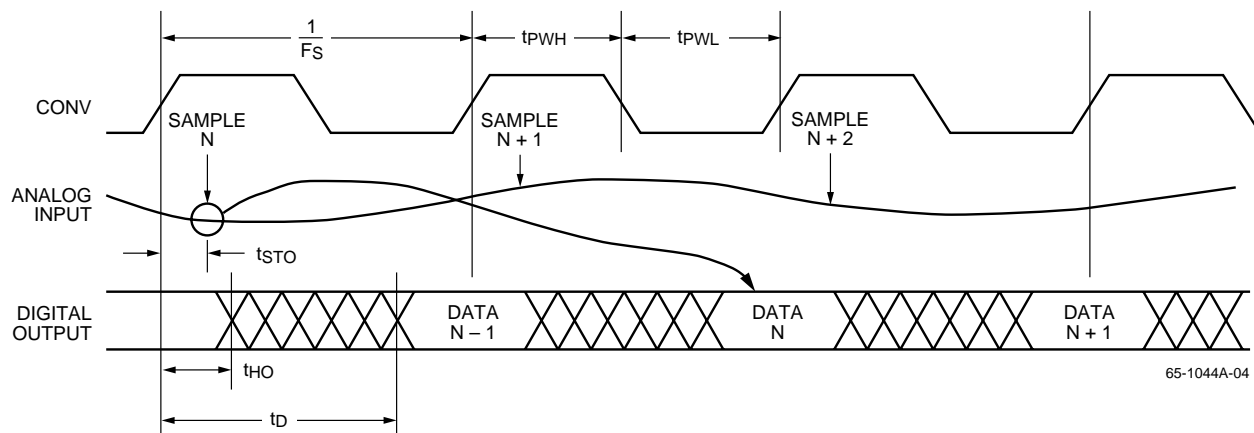 1
FS
tPWH
tPWL
CONV
SAMPLE
N
SAMPLE
N + 1
SAMPLE
N + 2
ANALOG
INPUT
tSTO
DIGITAL
OUTPUT
DATA
N – 1
DATA
N
DATA
N + 1
tHO
65-1044A-04
tD